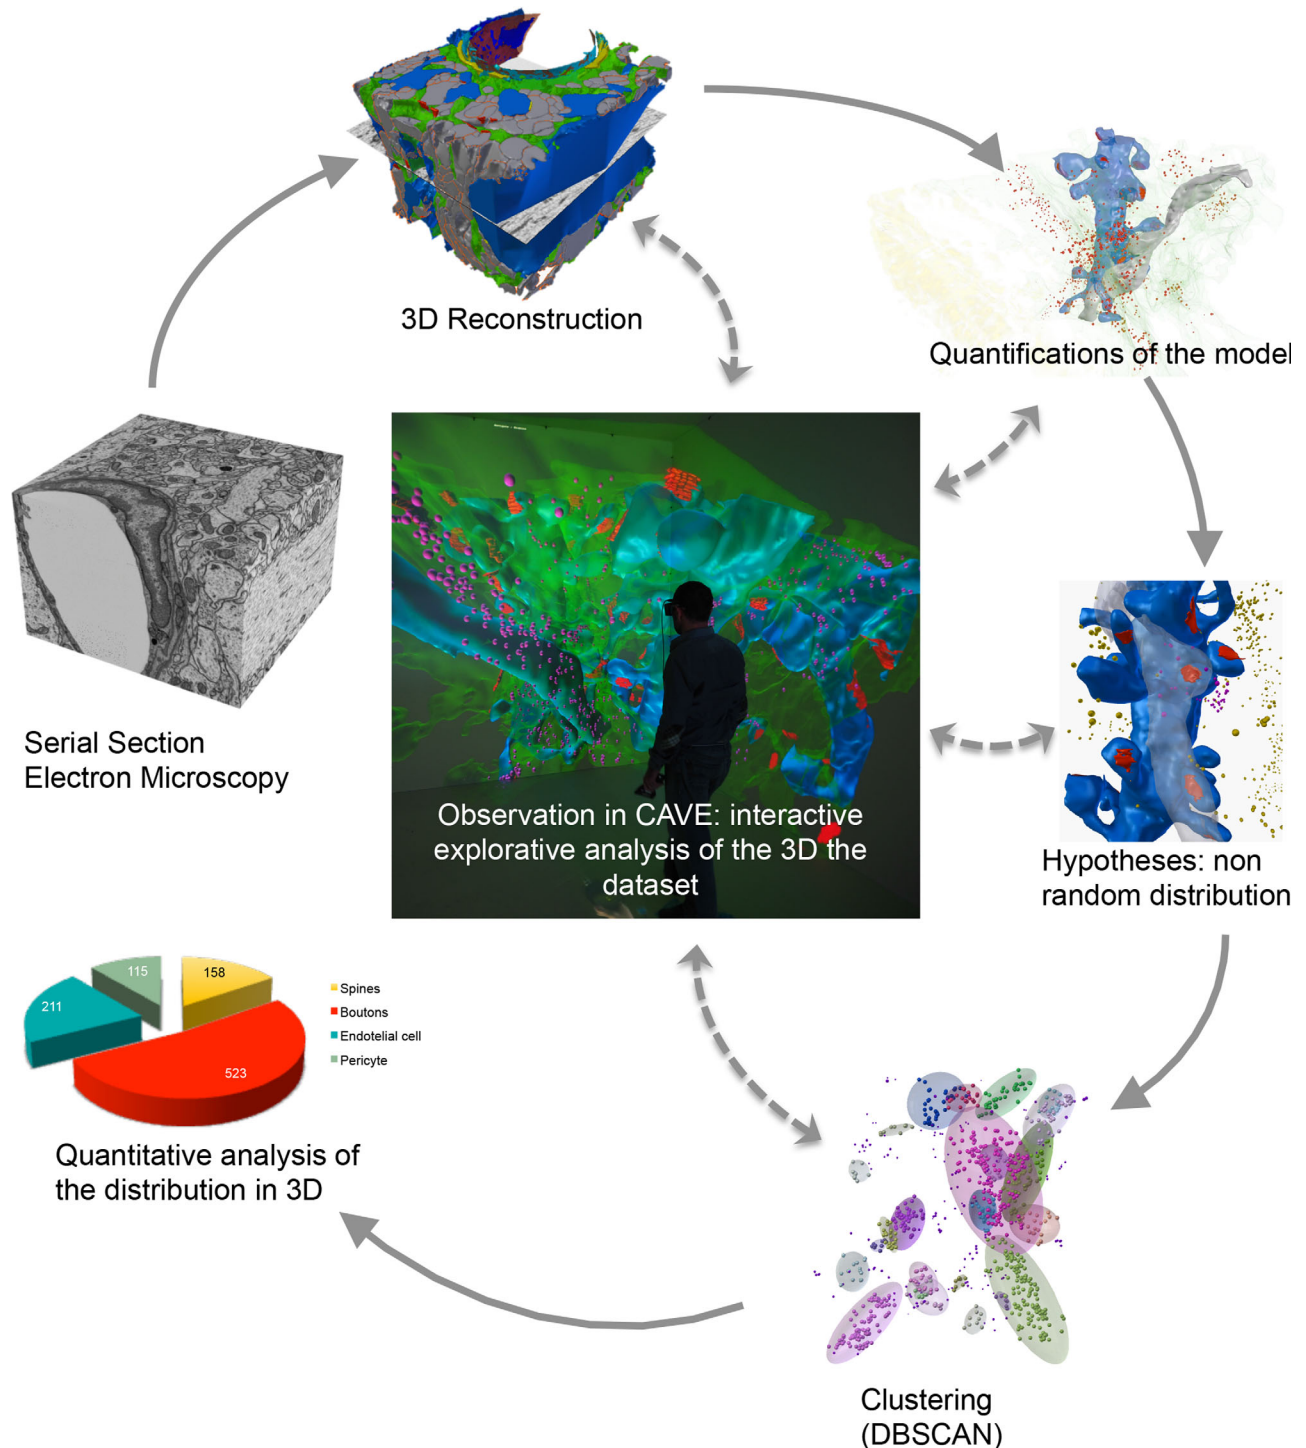 3D Reconstruction
Quantifications of the model
Serial Section
Electron Microscopy
Observation in CAVE: interactive
explorative analysis of the 3D the
dataset
Hypotheses: non
random distribution
115
158
211
523
Spines
Boutons
Endotelial cell
Pericyte
Quantitative analysis of
the distribution in 3D
Clustering
(DBSCAN)